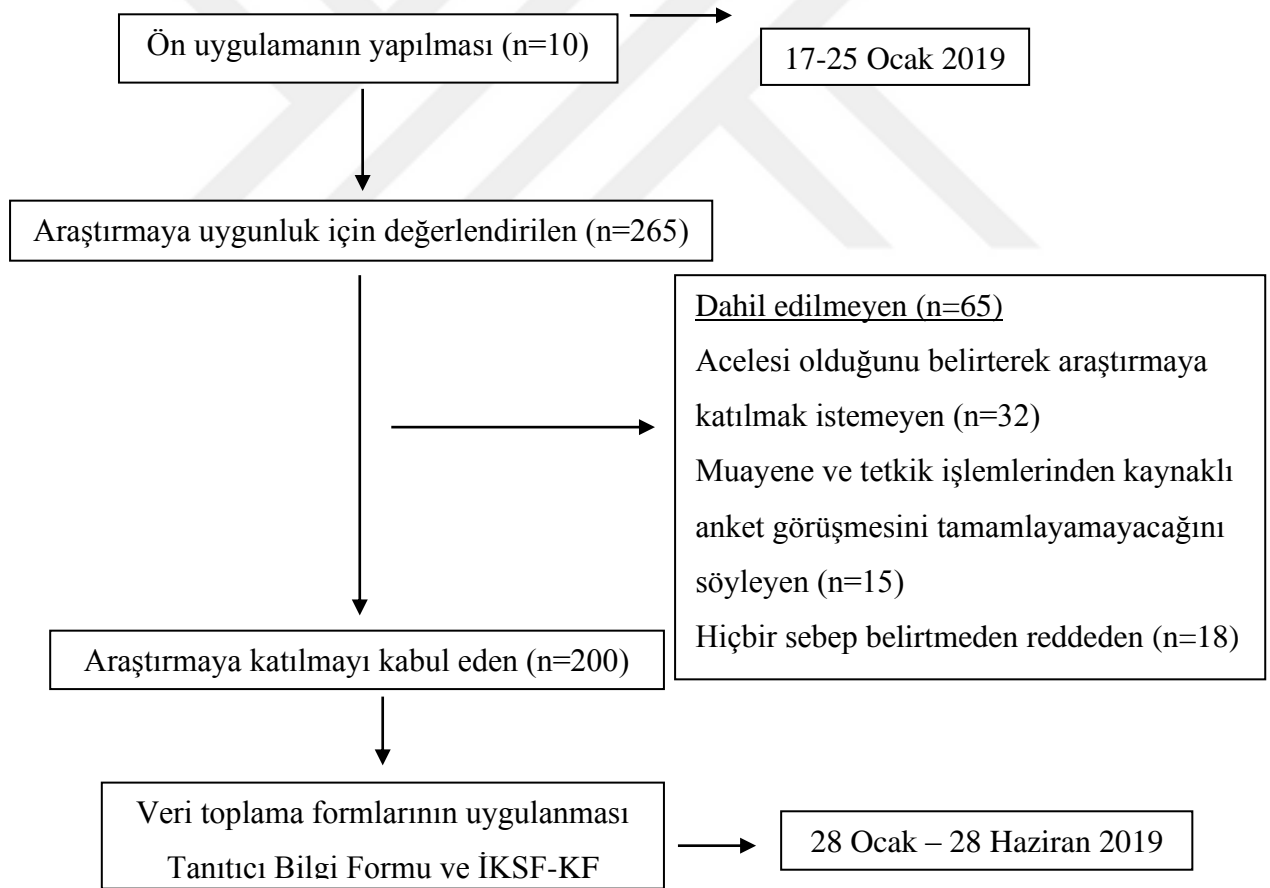 Ön uygulamanın yapılması (n=10)
17-25 Ocak 2019
Araştırmaya uygunluk için değerlendirilen (n=265)
Dahil edilmeyen (n=65)
Acelesi olduğunu belirterek araştırmaya
katılmak istemeyen (n=32)
Muayene ve tetkik işlemlerinden kaynaklı
anket görüşmesini tamamlayamayacağını
söyleyen (n=15)
Hiçbir sebep belirtmeden reddeden (n=18)
Araştırmaya katılmayı kabul eden (n=200)
Veri toplama formlarının uygulanması
Tanıtıcı Bilgi Formu ve İKSF-KF
28 Ocak – 28 Haziran 2019